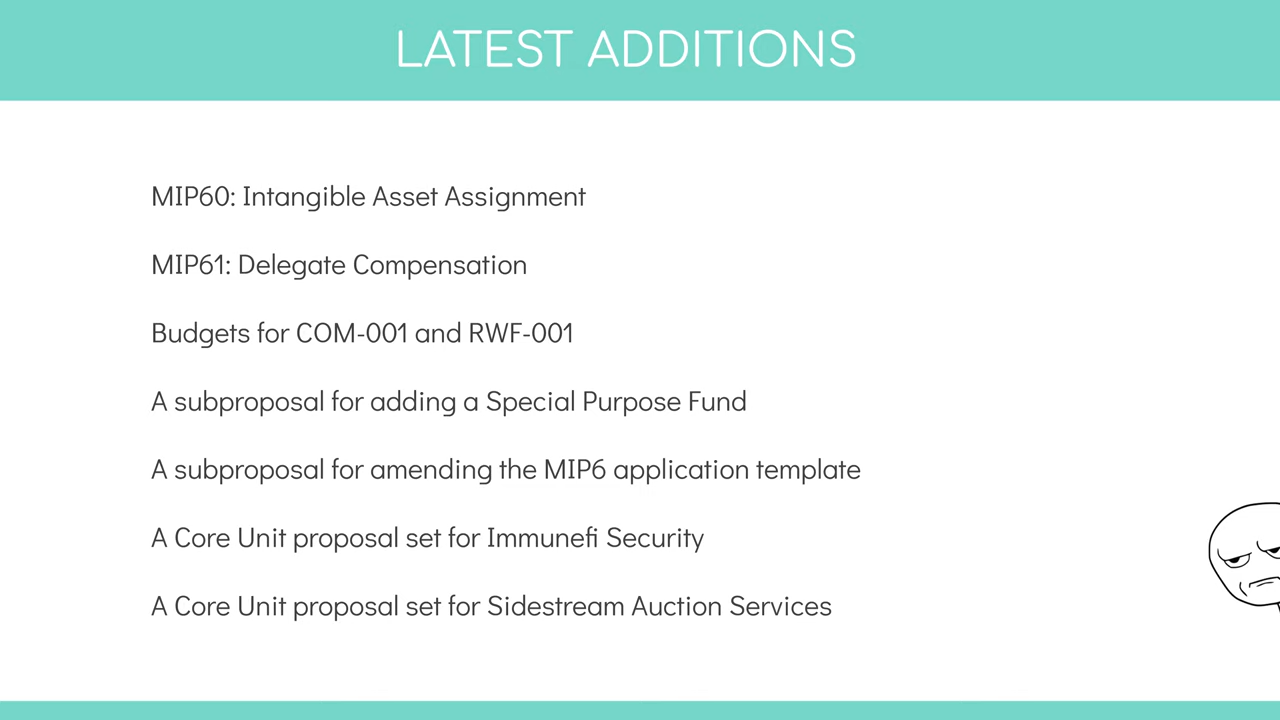 LATEST ADDITIONS
MIP60: Intangible Asset Assignment
MIP61: Delegate Compensation
Budgets for COM-001 and RWF-001
A subproposal for adding a Special Purpose Fund
A subproposal for amending the MIP6 application template
A Core Unit proposal set for Immunefi Security
A Core Unit proposal set for Sidestream Auction Services